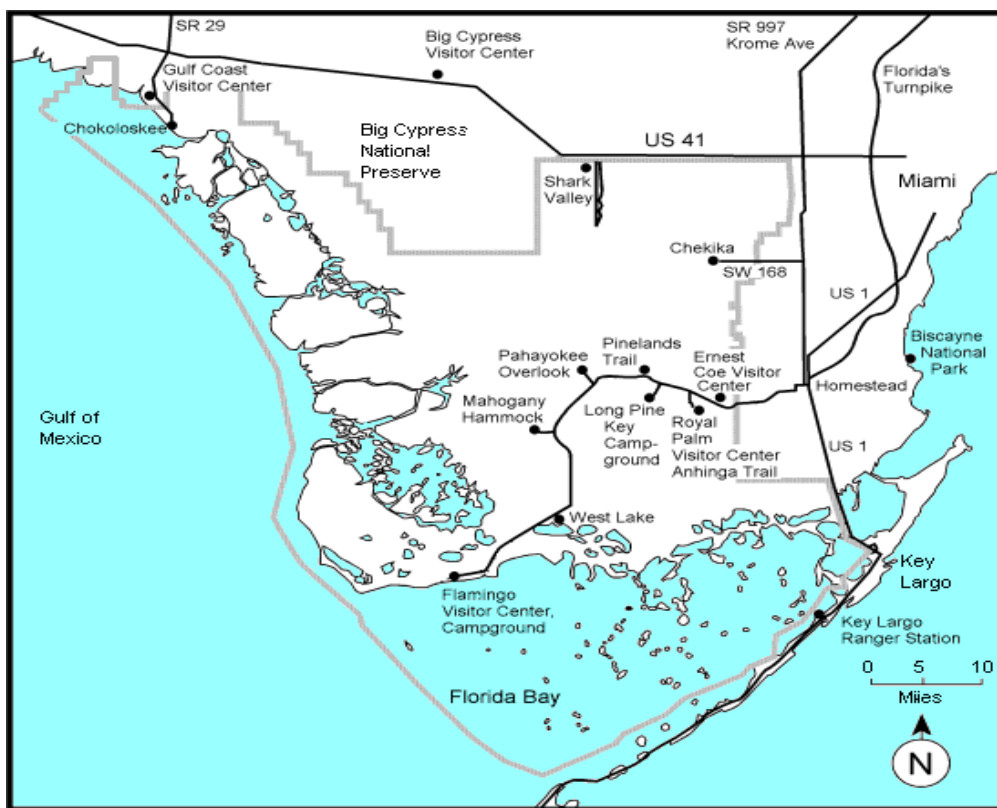 SR 29
Big Cypress
Visitor Center
SR 997
Krome Ave
Florida's
Turnpike
Gulf Coast
Visitor Center
Chokoloskee
Big Cypress
National
Preserve
US 41
Shark
Valley
Miami
Chekika
SW 168
US 1
Biscayne
National
Park
Pahayokee
Overlook
Pinelands
Trail
Ernest
Coe Visitor
Center
Homestead
Mahogany
Hammock
Long Pine
Key
Camp-
ground
Royal
Palm
Visitor Center
Anhinga Trail
US 1
Gulf of
Mexico
West Lake
Key
Largo
Flamingo
Visitor Center,
Campground
Key Largo
Ranger Station
Florida Bay
0 5 10
Miles
N